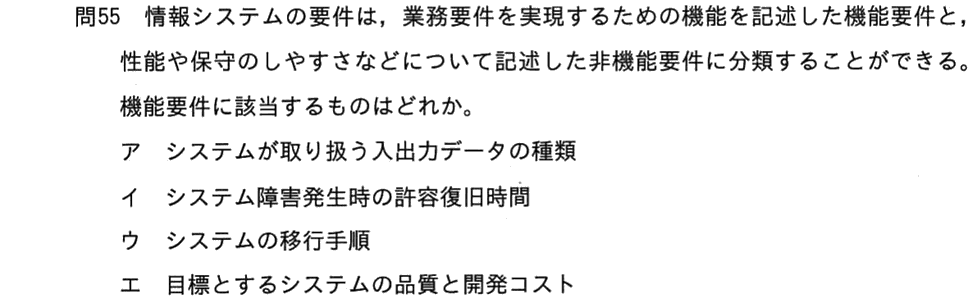 問55 情報システムの要件は，業務要件を実現するための機能を記述した機能要件と，
性能や保守のしやすさなどについて記述した非機能要件に分類することができる。
機能要件に該当するものはどれか。
ア システムが取り扱う入出力データの種類
イ システム障害発生時の許容復旧時間
ウ システムの移行手順
エ 目標とするシステムの品質と開発コスト